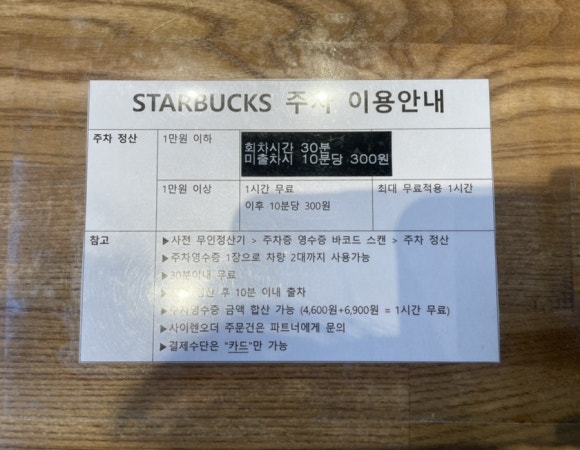 STARBUCKS 주차 이용안내
주차 정산
1만원 이하
회차시간 30분
미출차시 10분당 300원
1만원 이상
1시간 무료
이후 10분당 300원
최대 무료적용 1시간
참고
▶사전 무인정산기 > 주차증 영수증 바코드 스캔 > 주차 정산
▶주차영수증 1장으로 차량 2대까지 사용가능
▶30분이내 무료
정산 후 10분 이내 출차
▶주차영수증 금액 합산 가능 (4,600원+6,900원 = 1시간 무료)
▶사이렌오더 주문건은 파트너에게 문의
▶결제수단은 "카드"만 가능